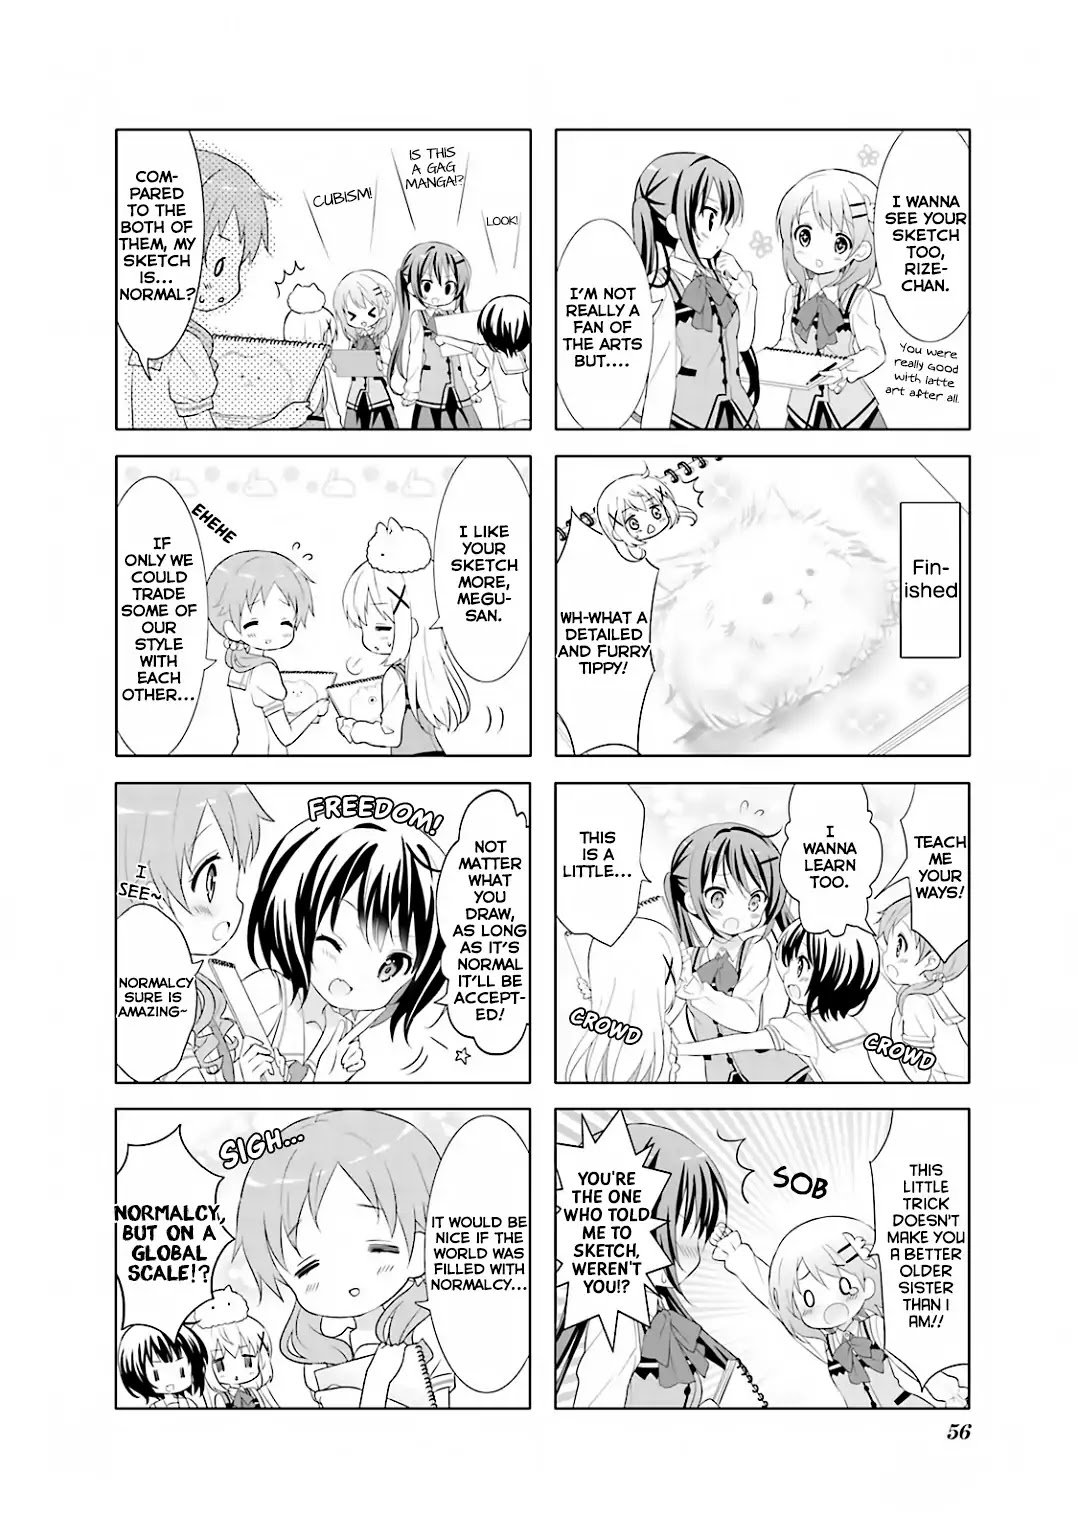 I WANNA
SEE YOUR
SKETCH
TOO,
RIZE-
CHAN.
You were
really good
with latte
art after all.
I'M NOT
REALLY A
FAN OF
THE ARTS
BUT....
Fin-
ished
WH-WHAT A
DETAILED
AND FURRY
TIPPY!
TEACH
ME
YOUR
WAYS!
I
WANNA
LEARN
TOO.
THIS
IS A
LITTLE...
CROWD
CROWD
THIS
LITTLE
TRICK
DOESN'T
MAKE YOU
A BETTER
OLDER
SISTER
THAN I
AM!!
SOB
YOU'RE
THE ONE
WHO TOLD
ME TO
SKETCH,
WEREN'T
YOU!?
LOOK!
IS THIS
A GAG
MANGA!?
CUBISM!
COM-
PARED
TO THE
BOTH OF
THEM, MY
SKETCH
IS...
NORMAL?
I LIKE
YOUR
SKETCH
MORE,
MEGU-
SAN.
EHEHE
IF
ONLY WE
COULD
TRADE
SOME OF
OUR
STYLE
WITH
EACH
OTHER...
NOT
MATTER
WHAT
YOU
DRAW,
AS LONG
AS IT'S
NORMAL
IT'LL BE
ACCEPT-
ED!
FREEDOM!
I
SEE~
NORMALCY
SURE IS
AMAZING~
IT WOULD BE
NICE IF THE
WORLD WAS
FILLED WITH
NORMALCY...
SIGH...
NORMALCY,
BUT ON A
GLOBAL
SCALE!?
56